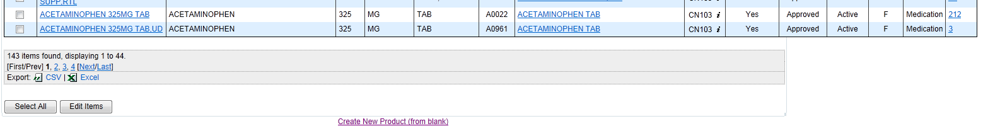 SUPP,RTL
ACETAMINOPHEN 325MG TAB ACETAMINOPHEN 325 MG TAB A0022 ACETAMINOPHEN TAB CN103 i Yes Approved Active F Medication 212
ACETAMINOPHEN 325MG TAB,UD ACETAMINOPHEN 325 MG TAB A0961 ACETAMINOPHEN TAB CN103 i Yes Approved Active F Medication 3
143 items found, displaying 1 to 44.
[First/Prev] 1, 2, 3, 4 [Next/Last]
Export: CSV | Excel
Select All Edit Items
Create New Product (from blank)